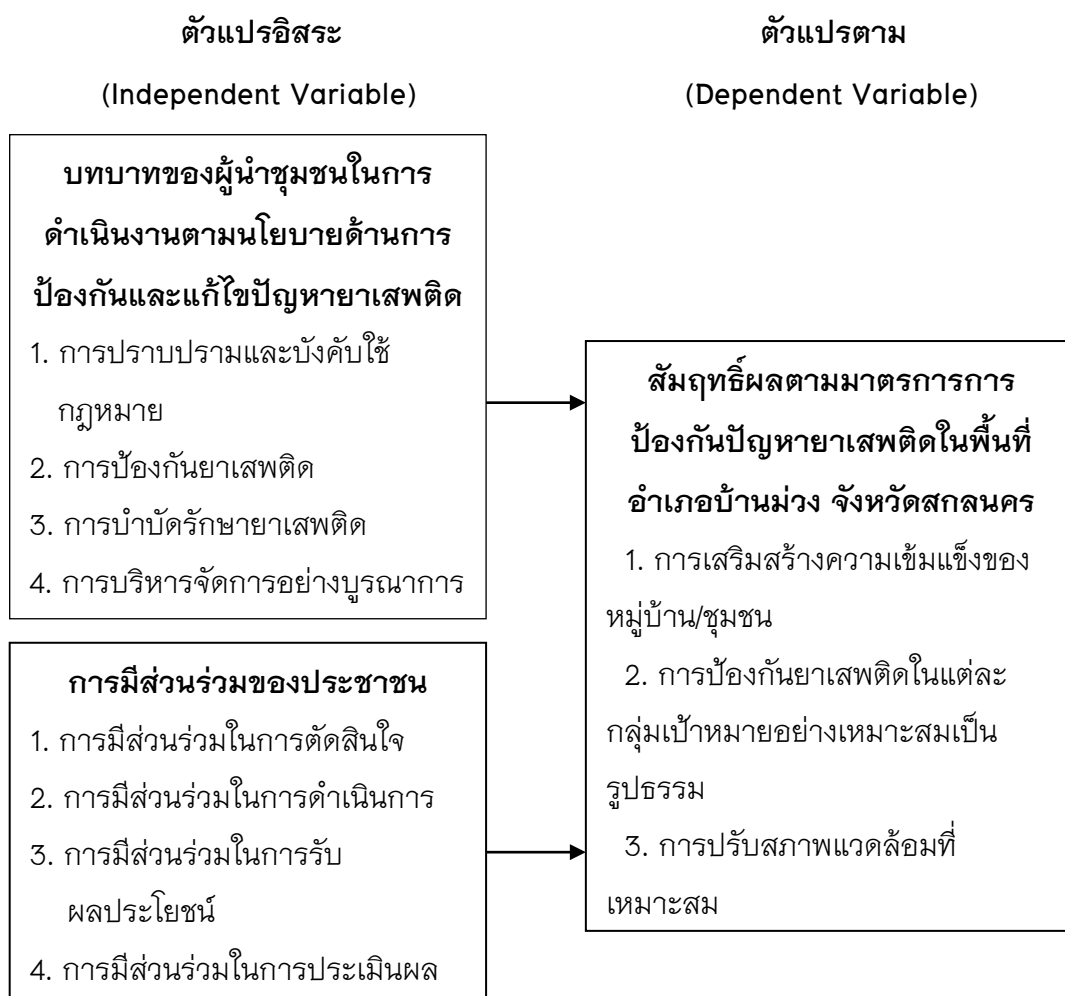 ตัวแปรอิสระ
(Independent Variable)
บทบาทของผู้นำชุมชนในการ
ดำเนินงานตามนโยบายด้านการ
ป้องกันและแก้ไขปัญหายาเสพติด
1. การปราบปรามและบังคับใช้
กฎหมาย
2. การป้องกันยาเสพติด
3. การบำบัดรักษายาเสพติด
4. การบริหารจัดการอย่างบูรณาการ
การมีส่วนร่วมของประชาชน
1. การมีส่วนร่วมในการตัดสินใจ
2. การมีส่วนร่วมในการดำเนินการ
3. การมีส่วนร่วมในการรับ
ผลประโยชน์
4. การมีส่วนร่วมในการประเมินผล
ตัวแปรตาม
(Dependent Variable)
สัมฤทธิ์ผลตามมาตรการการ
ป้องกันปัญหายาเสพติดในพื้นที่
อำเภอบ้านม่วง จังหวัดสกลนคร
1. การเสริมสร้างความเข้มแข็งของ
หมู่บ้าน/ชุมชน
2. การป้องกันยาเสพติดในแต่ละ
กลุ่มเป้าหมายอย่างเหมาะสมเป็น
รูปธรรม
3. การปรับสภาพแวดล้อมที่
เหมาะสม